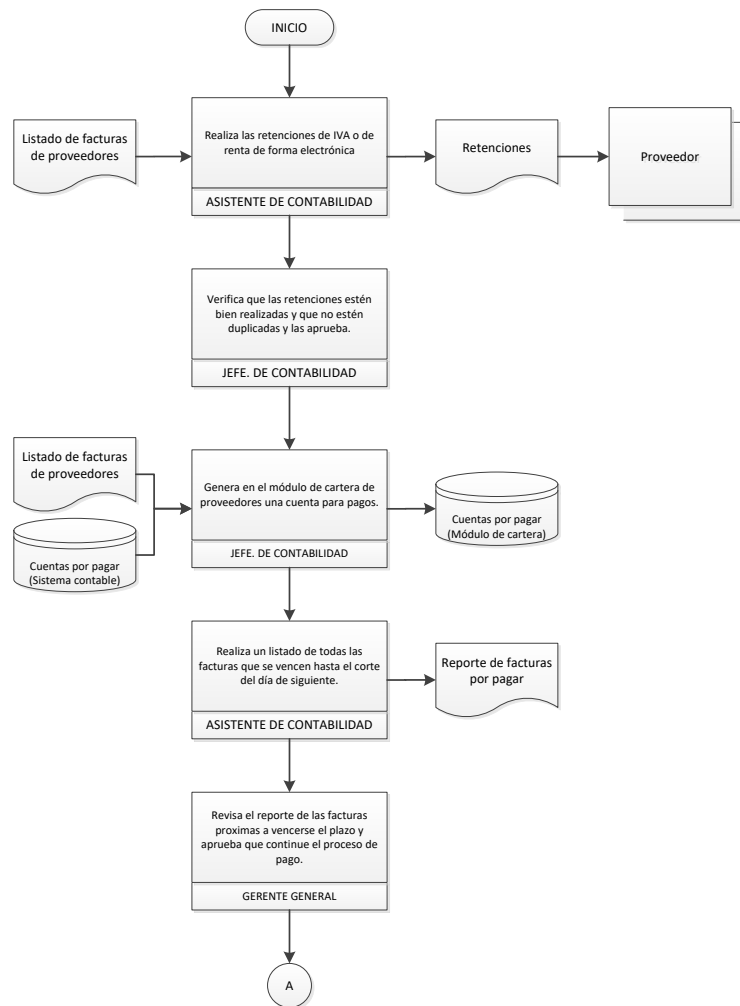 INICIO
Listado de facturas
de proveedores
Realiza las retenciones de IVA o de
renta de forma electrónica
ASISTENTE DE CONTABILIDAD
Retenciones
Proveedor
Verifica que las retenciones estén
bien realizadas y que no estén
duplicadas y las aprueba.
JEFE. DE CONTABILIDAD
Listado de facturas
de proveedores
Cuentas por pagar
(Sistema contable)
Genera en el módulo de cartera de
proveedores una cuenta para pagos.
JEFE. DE CONTABILIDAD
Cuentas por pagar
(Módulo de cartera)
Realiza un listado de todas las
facturas que se vencen hasta el corte
del día de siguiente.
ASISTENTE DE CONTABILIDAD
Reporte de facturas
por pagar
Revisa el reporte de las facturas
proximas a vencerse el plazo y
aprueba que continue el proceso de
pago.
GERENTE GENERAL
A